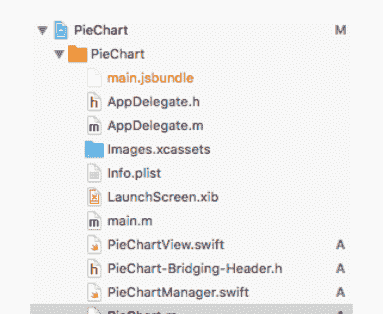 PieChart M
PieChart
main.jsbundle
h AppDelegate.h
m AppDelegate.m
Images.xcassets
Info.plist
LaunchScreen.xib
m main.m
PieChartView.swift A
h PieChart-Bridging-Header.h A
PieChartManager.swift A
PieChart.m A